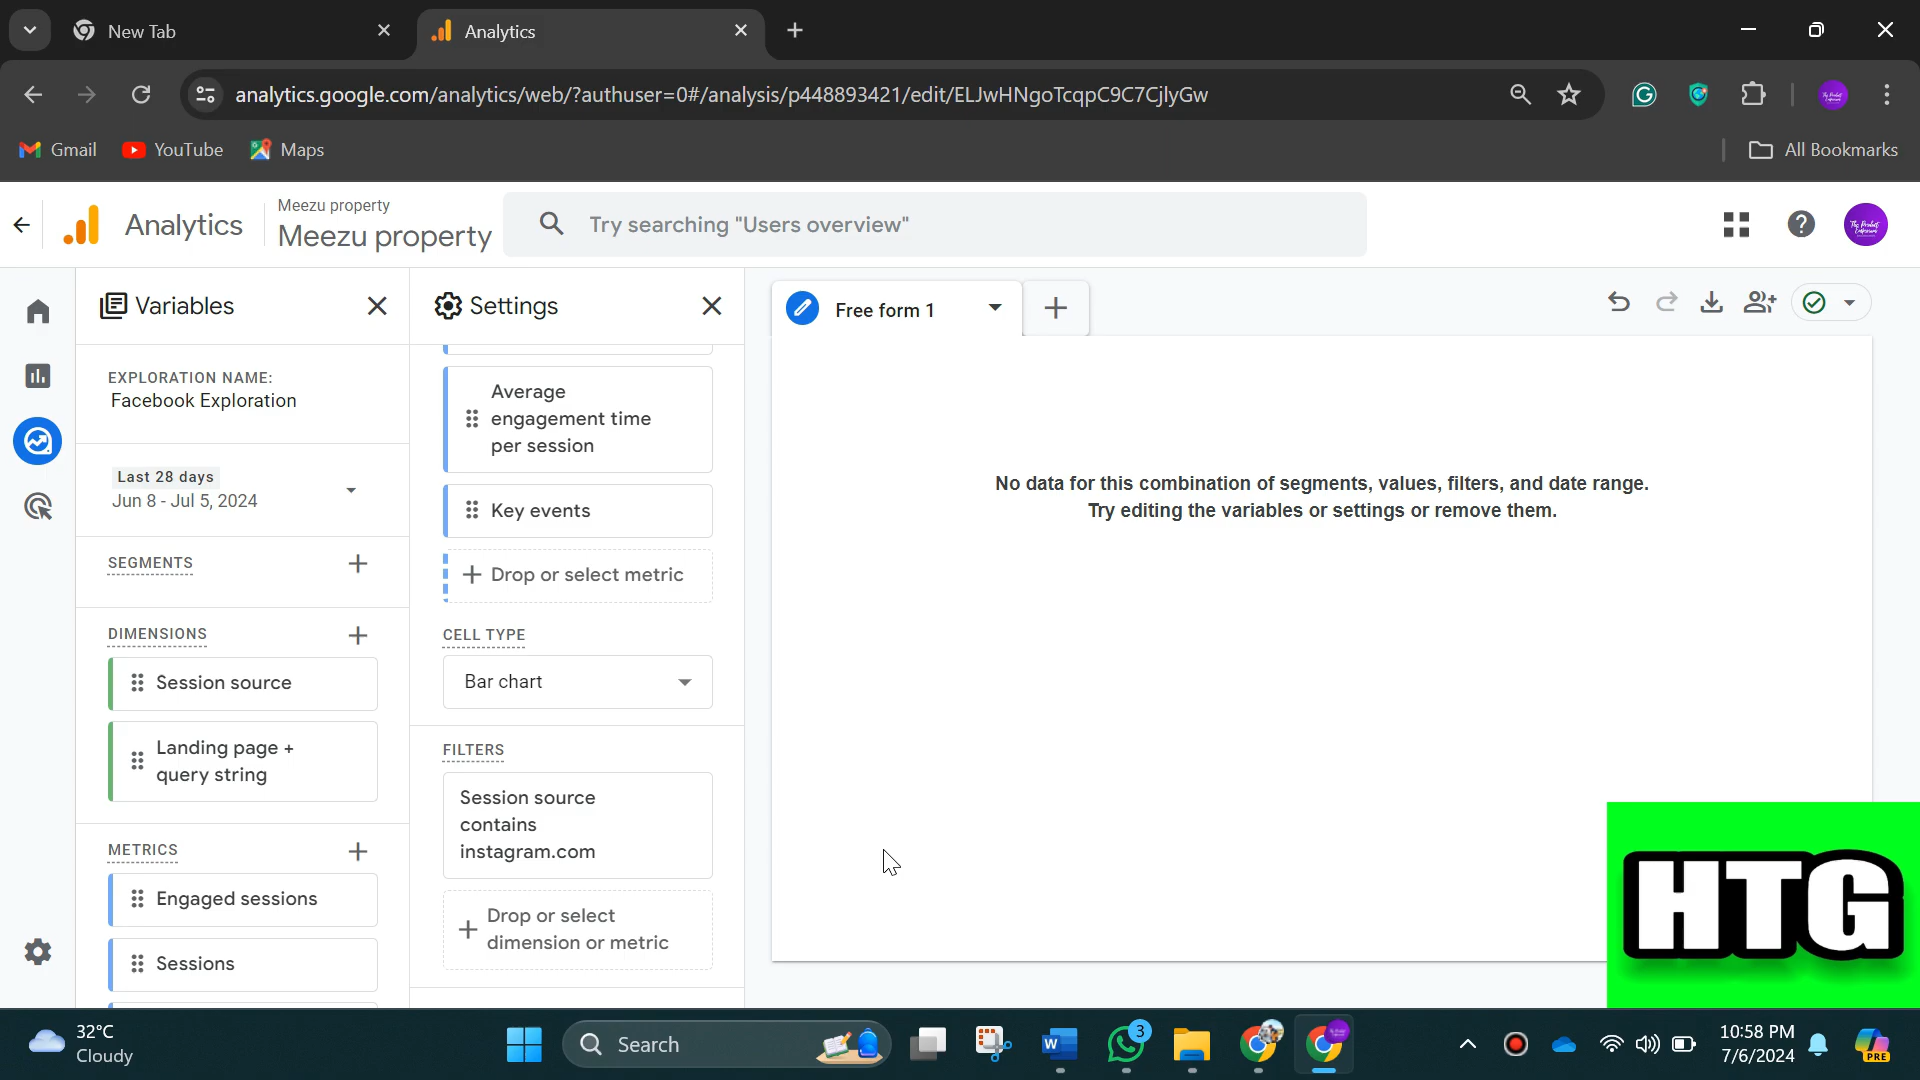 New Tab
Analytics
analytics.google.com/analytics/web/?authuser=0#/analysis/p448893421/edit/ELJwHNgoTcqpC9C7CjlyGw
Gmail
YouTube
Maps
All Bookmarks
Analytics
Meezu property
Meezu property
Try searching "Users overview"
Variables
Settings
Free form 1
EXPLORATION NAME:
Facebook Exploration
Last 28 days
Jun 8 - Jul 5, 2024
SEGMENTS
DIMENSIONS
Session source
Landing page +
query string
METRICS
Engaged sessions
Sessions
Average
engagement time
per session
Key events
Drop or select metric
CELL TYPE
Bar chart
FILTERS
Session source
contains
instagram.com
Drop or select
dimension or metric
No data for this combination of segments, values, filters, and date range.
Try editing the variables or settings or remove them.
HTG
32°C
Cloudy
Search
3
10:58 PM
7/6/2024
PRE